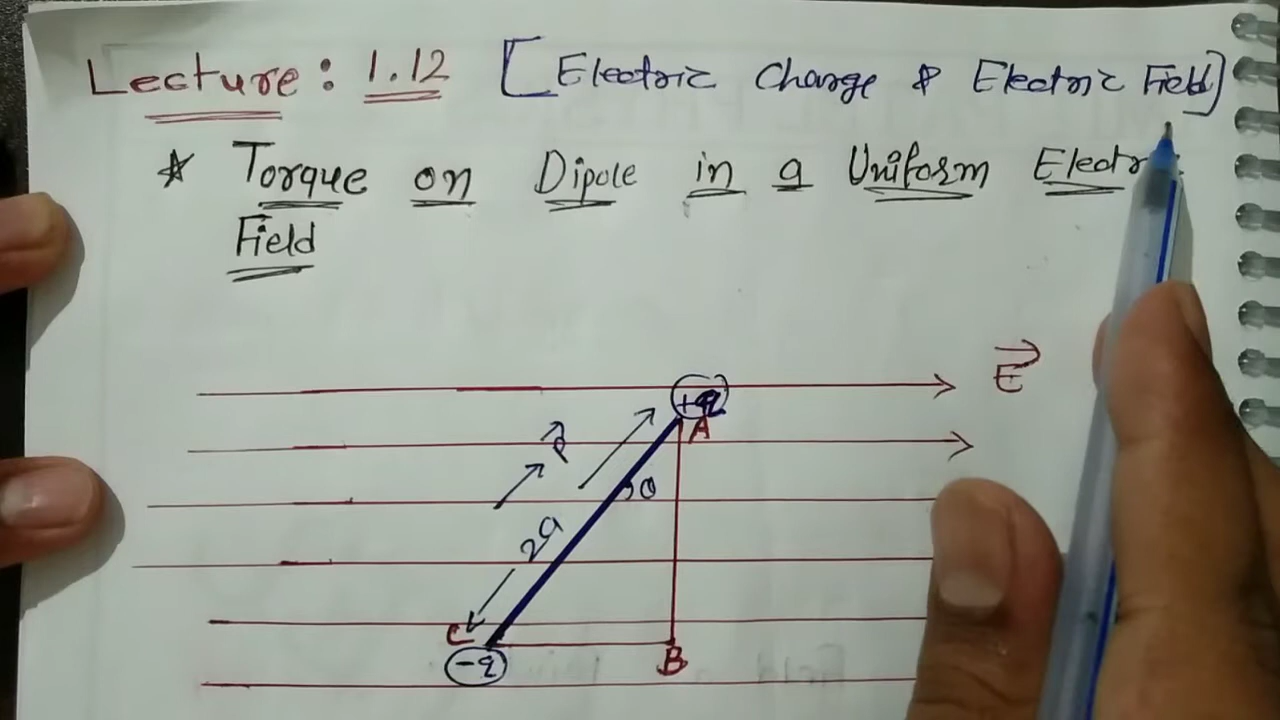 Lecture: 1.12 [Electric Charge & Electric Field]
☆ Torque on Dipole in a Uniform Electr
Field
E
+q
A
P
θ
2a
C
B
-q